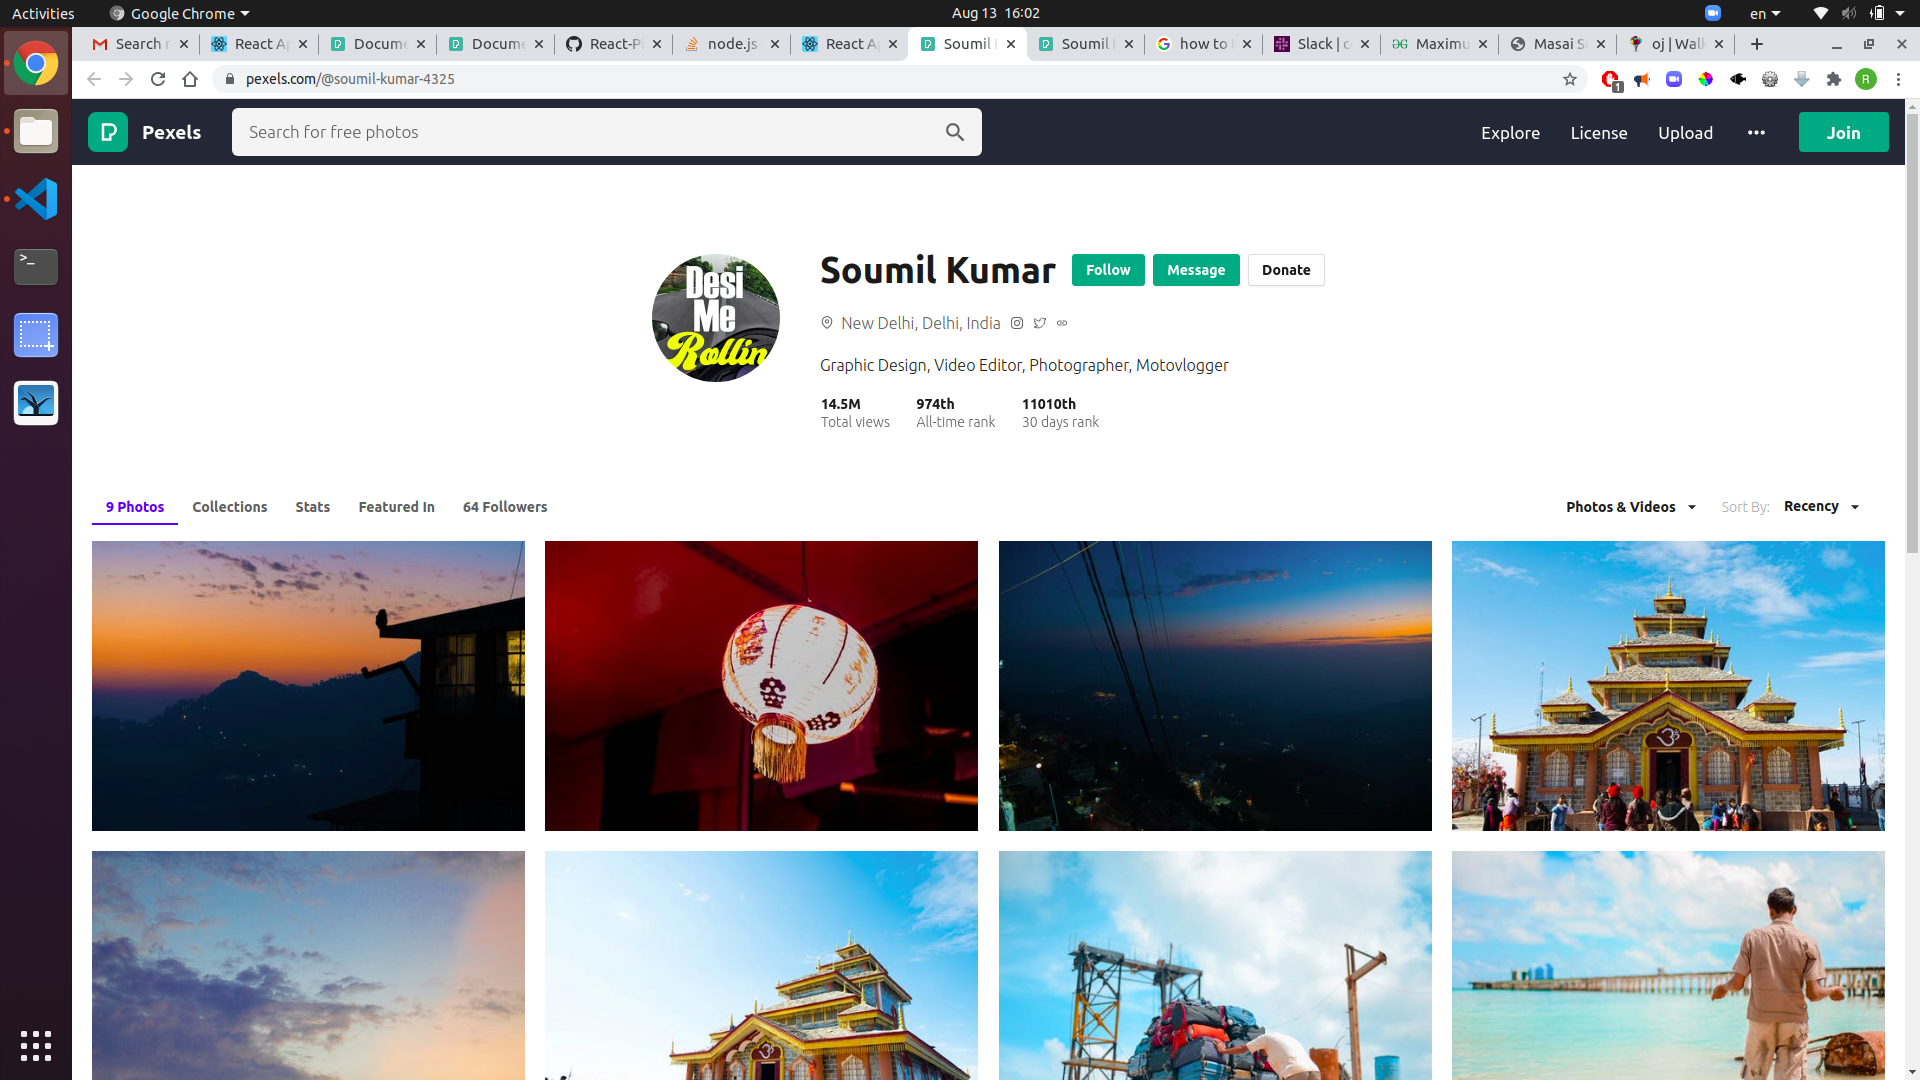 Activities
Google Chrome
Aug 13 16:02
en
Search r
React Ap
Docume
Docume
React-P
node.js
React Ap
Soumil
Soumil
how to
Slack | c
Maximu
Masai S
oj | Wall
pexels.com/@soumil-kumar-4325
1
R
Pexels
Search for free photos
Explore
License
Upload
Join
Desi
Me
Rollin
Soumil Kumar
Follow
Message
Donate
New Delhi, Delhi, India
Graphic Design, Video Editor, Photographer, Motovlogger
14.5M 974th 11010th
Total views All-time rank 30 days rank
9 Photos
Collections
Stats
Featured In
64 Followers
Photos & Videos
Sort By: Recency
ॐ
ॐ